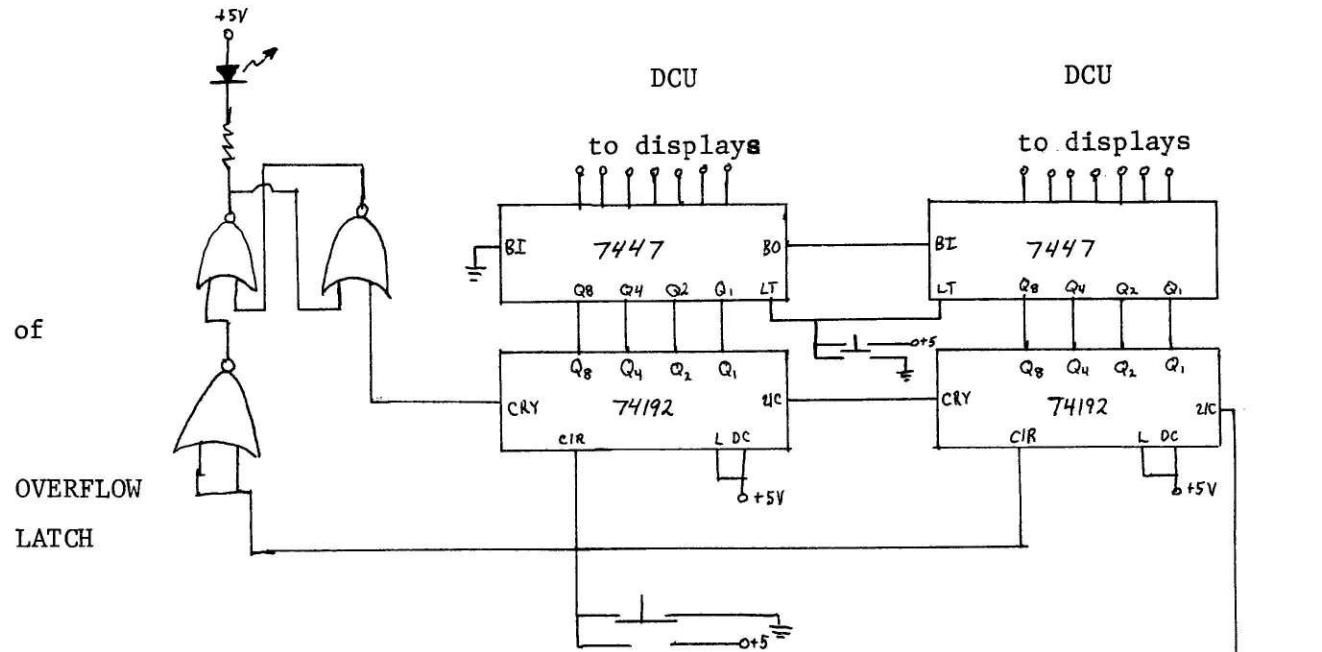 +5V
DCU
DCU
to displays
to displays
BI
7447
BO
BI
7447
Q8
Q4
Q2
Q1
LT
LT
Q8
Q4
Q2
Q1
of
+5
Q8
Q4
Q2
Q1
Q8
Q4
Q2
Q1
CRY
74192
UC
CRY
74192
UC
ClR
L
DC
ClR
L
DC
OVERFLOW
+5V
+5V
LATCH
+5